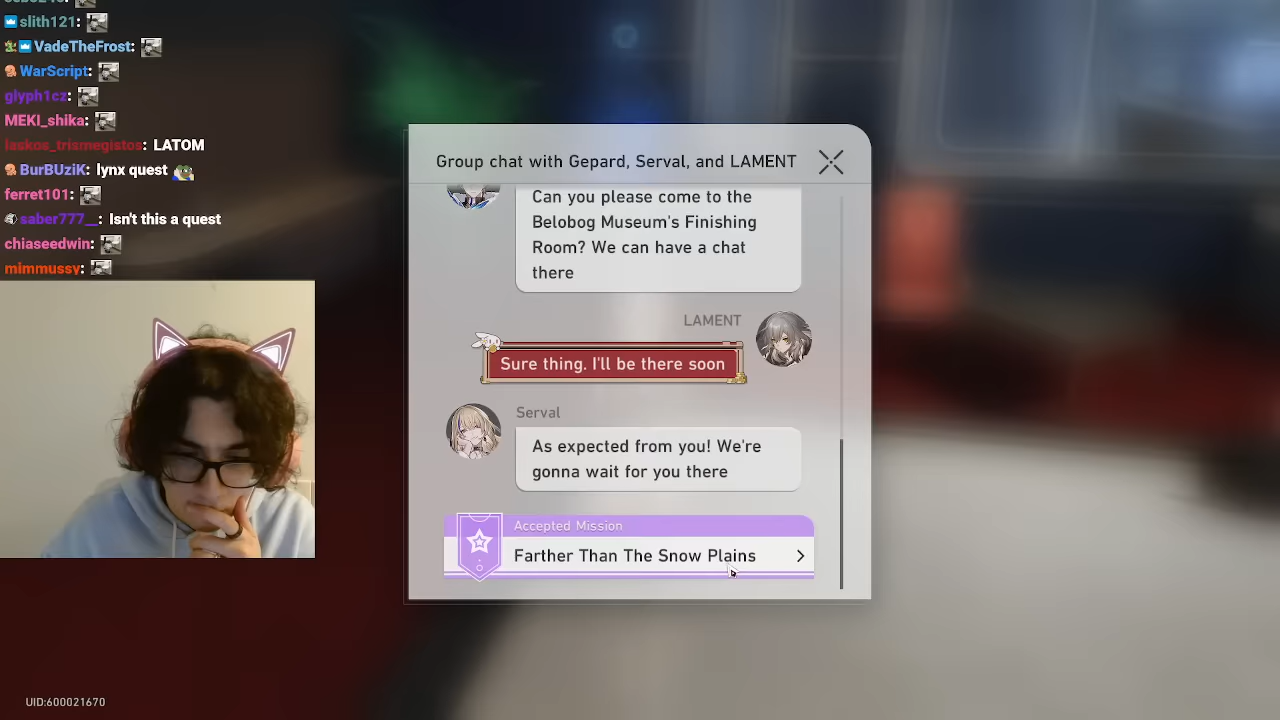 slith121:
VadeTheFrost:
WarScript:
glyph1cz:
MEKI_shika:
laskos_trismegistos: LATOM
BurBUziK: lynx quest
ferret101:
saber777__: Isn't this a quest
chiaseedwin:
mimmussy:
Group chat with Gepard, Serval, and LAMENT
Can you please come to the
Belobog Museum's Finishing
Room? We can have a chat
there
LAMENT
Sure thing. I'll be there soon
Serval
As expected from you! We're
gonna wait for you there
Accepted Mission
Farther Than The Snow Plains
UID:600021670